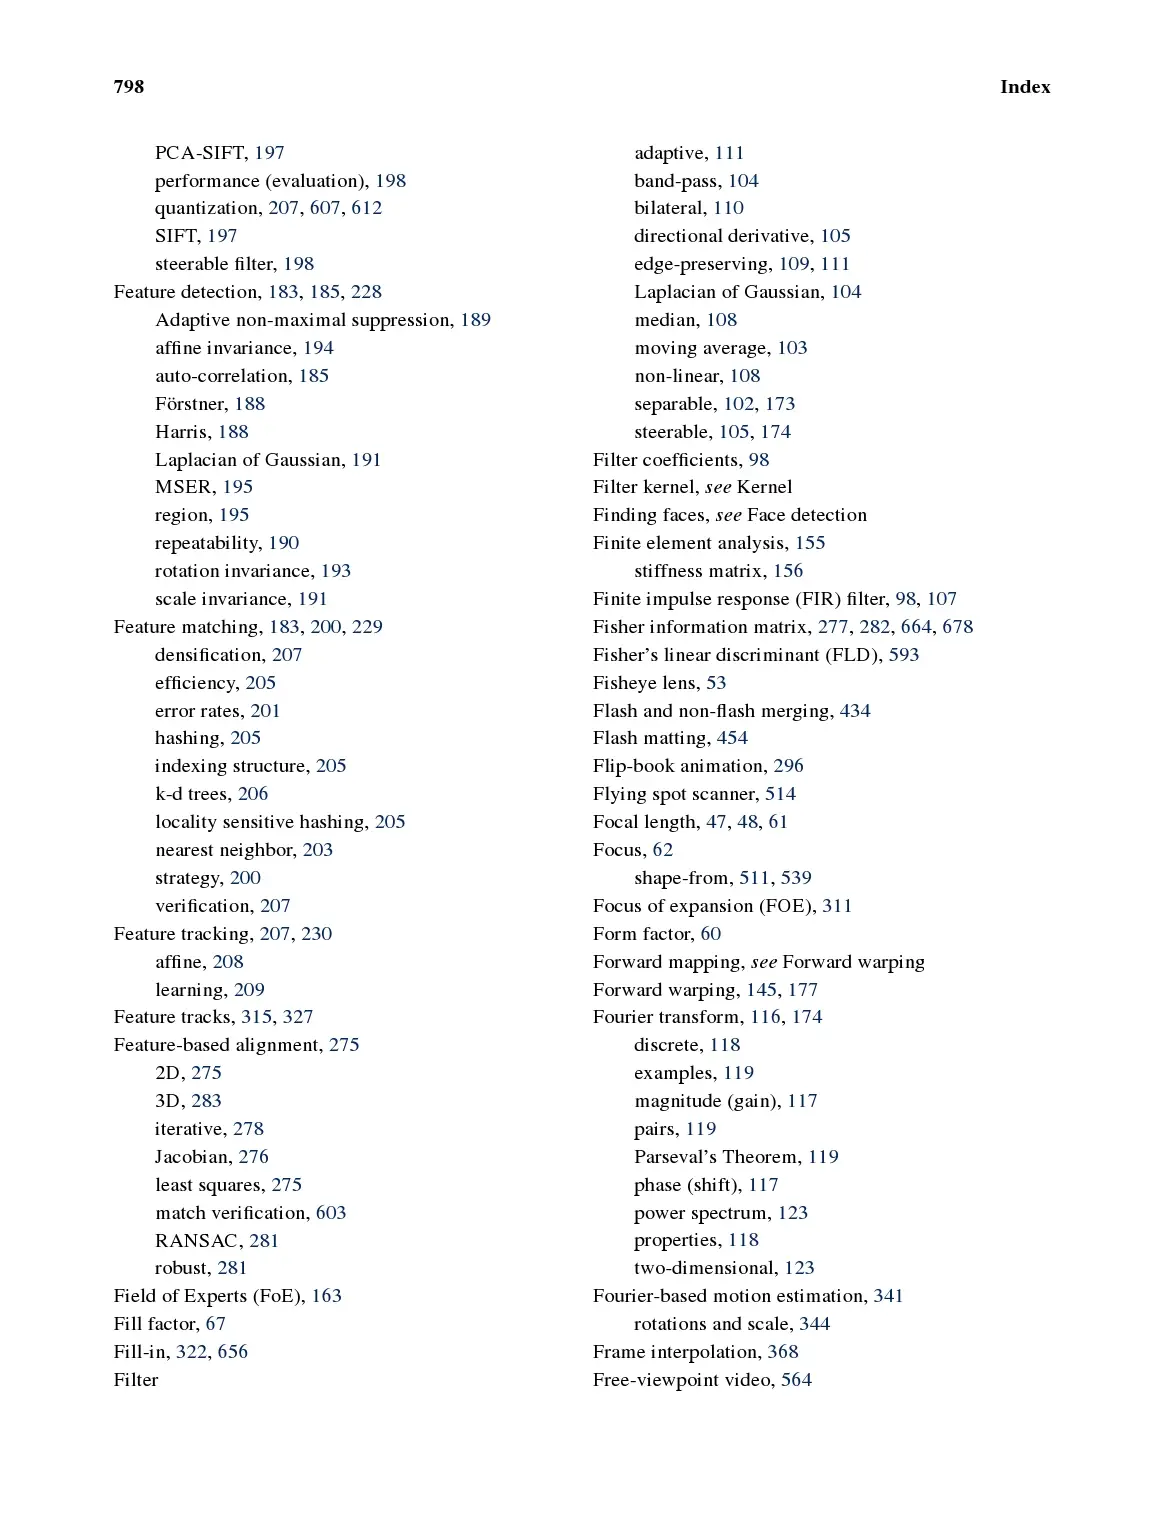 798
Index
PCA-SIFT, 197
performance (evaluation), 198
quantization, 207, 607, 612
SIFT, 197
steerable filter, 198
Feature detection, 183, 185, 228
Adaptive non-maximal suppression, 189
affine invariance, 194
auto-correlation, 185
Förstner, 188
Harris, 188
Laplacian of Gaussian, 191
MSER, 195
region, 195
repeatability, 190
rotation invariance, 193
scale invariance, 191
Feature matching, 183, 200, 229
densification, 207
efficiency, 205
error rates, 201
hashing, 205
indexing structure, 205
k-d trees, 206
locality sensitive hashing, 205
nearest neighbor, 203
strategy, 200
verification, 207
Feature tracking, 207, 230
affine, 208
learning, 209
Feature tracks, 315, 327
Feature-based alignment, 275
2D, 275
3D, 283
iterative, 278
Jacobian, 276
least squares, 275
match verification, 603
RANSAC, 281
robust, 281
Field of Experts (FoE), 163
Fill factor, 67
Fill-in, 322, 656
Filter
adaptive, 111
band-pass, 104
bilateral, 110
directional derivative, 105
edge-preserving, 109, 111
Laplacian of Gaussian, 104
median, 108
moving average, 103
non-linear, 108
separable, 102, 173
steerable, 105, 174
Filter coefficients, 98
Filter kernel, see Kernel
Finding faces, see Face detection
Finite element analysis, 155
stiffness matrix, 156
Finite impulse response (FIR) filter, 98, 107
Fisher information matrix, 277, 282, 664, 678
Fisher's linear discriminant (FLD), 593
Fisheye lens, 53
Flash and non-flash merging, 434
Flash matting, 454
Flip-book animation, 296
Flying spot scanner, 514
Focal length, 47, 48, 61
Focus, 62
shape-from, 511, 539
Focus of expansion (FOE), 311
Form factor, 60
Forward mapping, see Forward warping
Forward warping, 145, 177
Fourier transform, 116, 174
discrete, 118
examples, 119
magnitude (gain), 117
pairs, 119
Parseval's Theorem, 119
phase (shift), 117
power spectrum, 123
properties, 118
two-dimensional, 123
Fourier-based motion estimation, 341
rotations and scale, 344
Frame interpolation, 368
Free-viewpoint video, 564